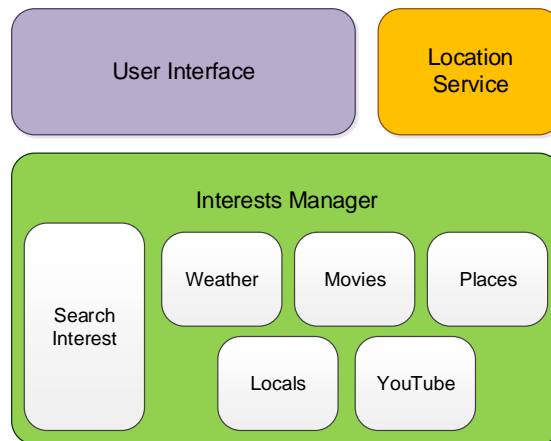 User Interface
Location
Service
Interests Manager
Search
Interest
Weather
Movies
Places
Locals
YouTube